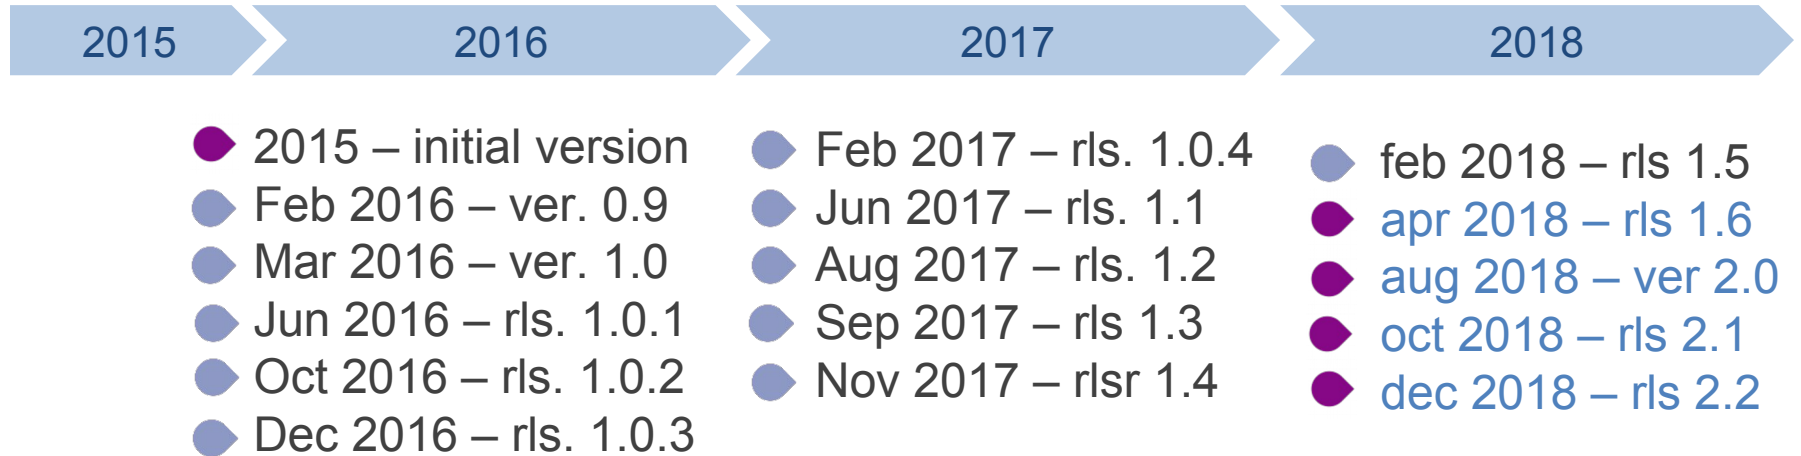 2015
2016
2017
2018
2015 – initial version
Feb 2016 – ver. 0.9
Mar 2016 – ver. 1.0
Jun 2016 – rls. 1.0.1
Oct 2016 – rls. 1.0.2
Dec 2016 – rls. 1.0.3
Feb 2017 – rls. 1.0.4
Jun 2017 – rls. 1.1
Aug 2017 – rls. 1.2
Sep 2017 – rls 1.3
Nov 2017 – rlsr 1.4
feb 2018 – rls 1.5
apr 2018 – rls 1.6
aug 2018 – ver 2.0
oct 2018 – rls 2.1
dec 2018 – rls 2.2